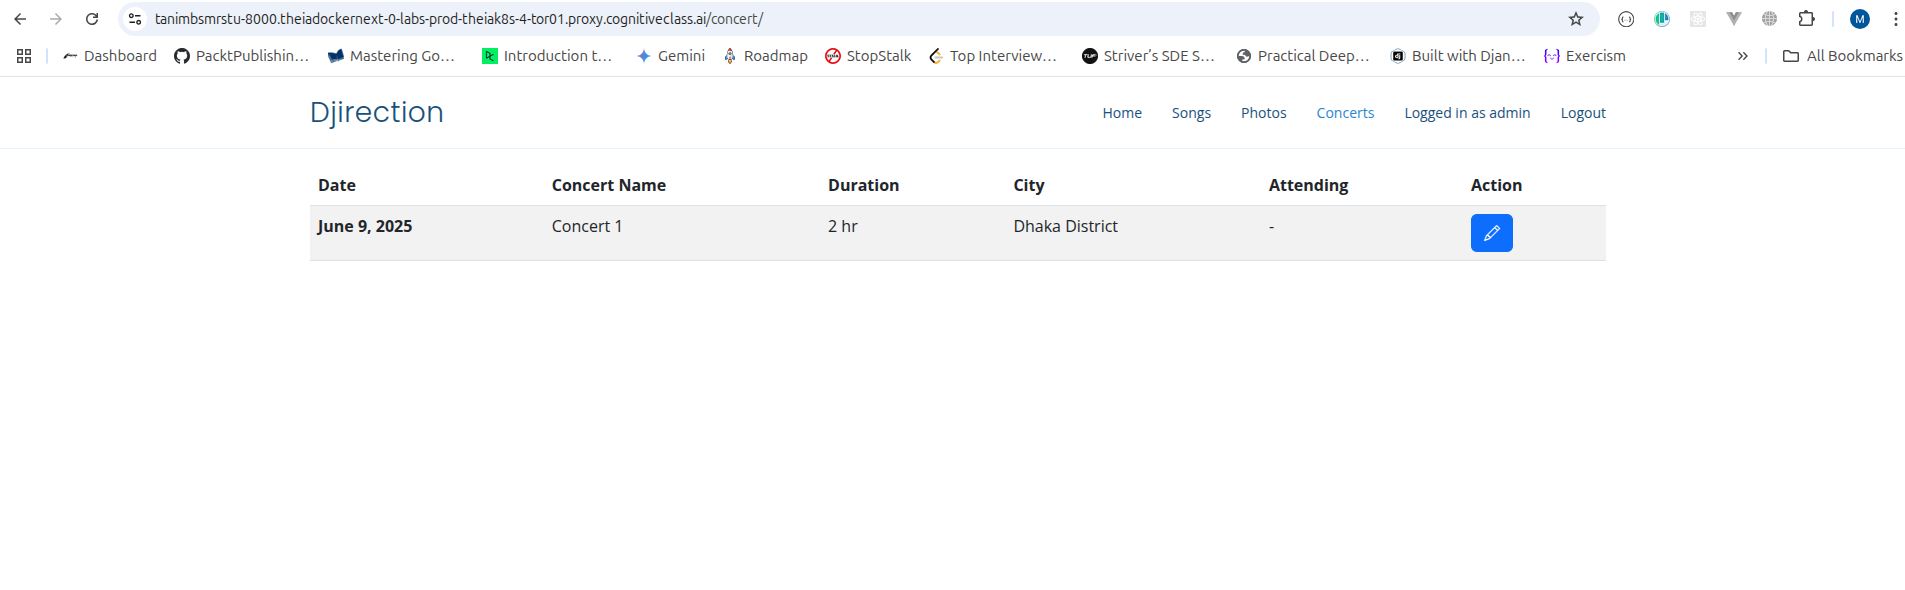 tanimbsmrstu-8000.theiadockernext-0-labs-prod-theiak8s-4-tor01.proxy.cognitiveclass.ai/concert/
M
Dashboard PacktPublishin... Mastering Go... Introduction t... Gemini Roadmap StopStalk Top Interview... Striver's SDE S... Practical Deep... Built with Djan... Exercism » All Bookmarks
Djirection Home Songs Photos Concerts Logged in as admin Logout
Date Concert Name Duration City Attending Action
June 9, 2025 Concert 1 2 hr Dhaka District -